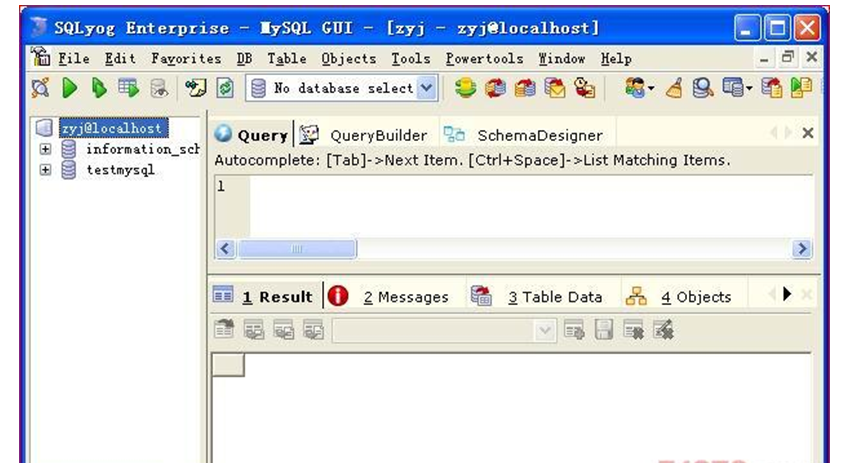 SQLyog Enterprise - MySQL GUI - [zyj - zyj@localhost]
File Edit Favorites DB Table Objects Tools Powertools Window Help
No database select
zyj@localhost
information_sch
testmysql
Query QueryBuilder SchemaDesigner
Autocomplete: [Tab]->Next Item. [Ctrl+Space]->List Matching Items.
1
1 Result 2 Messages 3 Table Data 4 Objects